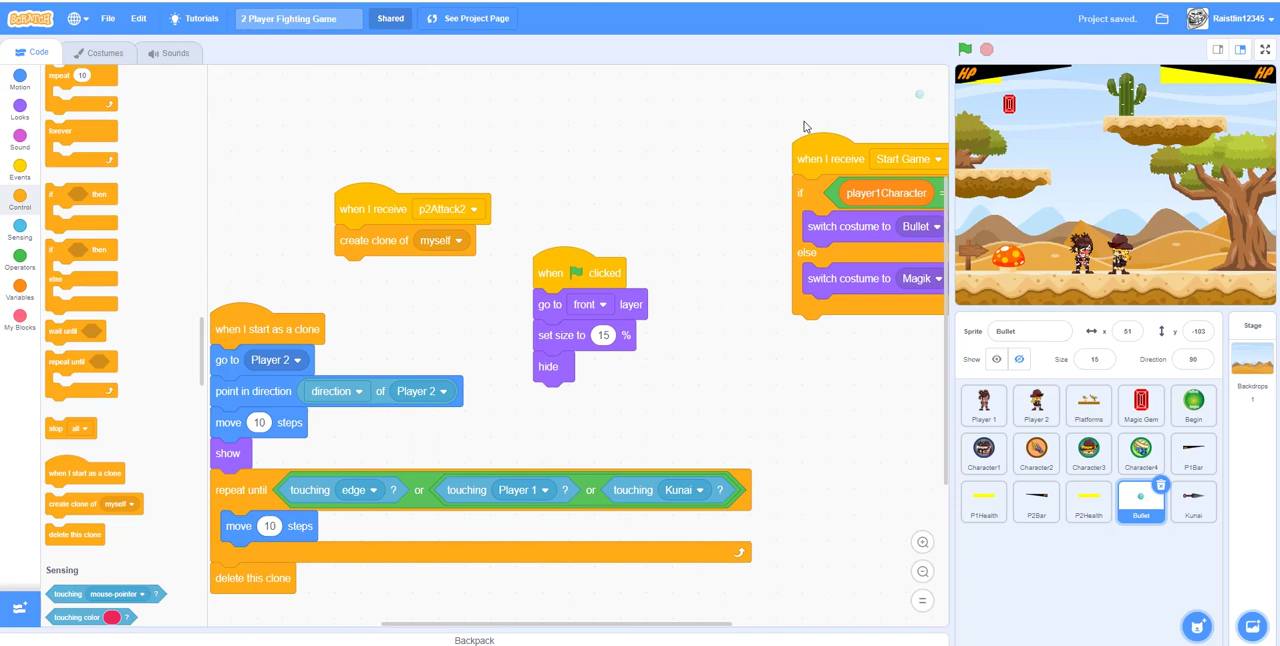 SCRATCH File Edit Tutorials 2 Player Fighting Game Shared See Project Page Project saved. Raistlin12345
Code Costumes Sounds
Motion
Looks
Sound
Events
Control
Sensing
Operators
Variables
My Blocks
repeat 10
forever
if then
if then
else
wait until
repeat until
stop all
when I start as a clone
create clone of myself
delete this clone
Sensing
touching mouse-pointer ?
touching color ?
when I receive p2Attack2
create clone of myself
when clicked
go to front layer
set size to 15 %
hide
when I receive Start Game
if player1Character =
switch costume to Bullet
else
switch costume to Magik
when I start as a clone
go to Player 2
point in direction direction of Player 2
move 10 steps
show
repeat until touching edge ? or touching Player 1 ? or touching Kunai ?
move 10 steps
delete this clone
Backpack
HP HP
Sprite Bullet x 51 y -103
Show Size 15 Direction 90
Player 1 Player 2 Platforms Magic Gem Begin
Character1 Character2 Character3 Character4 P1Bar
P1Health P2Bar P2Health Bullet Kunai
Stage
Backdrops
1